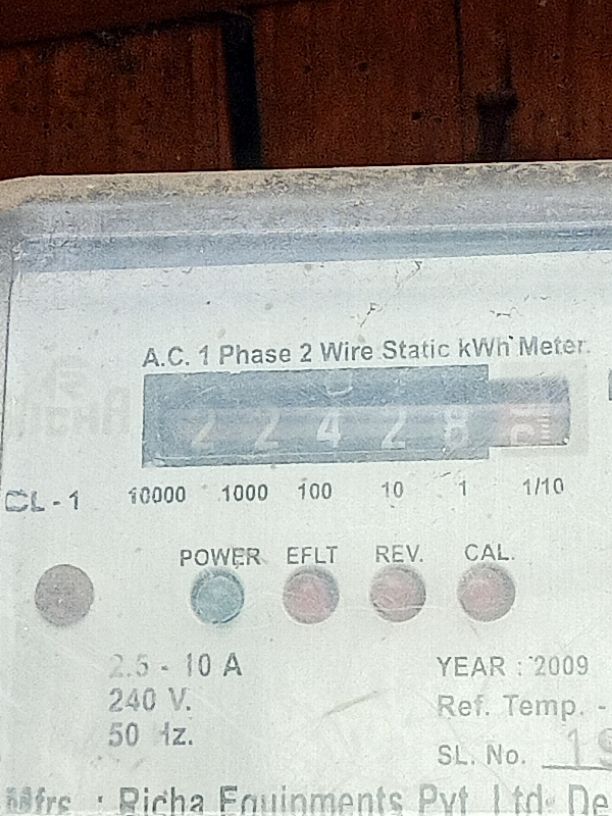 A.C. 1 Phase 2 Wire Static kWh Meter.
2 2 4 2 8
CL - 1 10000 1000 100 10 1 1/10
POWER EFLT REV. CAL.
2.5 - 10 A YEAR : 2009
240 V. Ref. Temp. -
50 Hz. SL. No. 19
Mfrs : Richa Equipments Pvt. Ltd. De